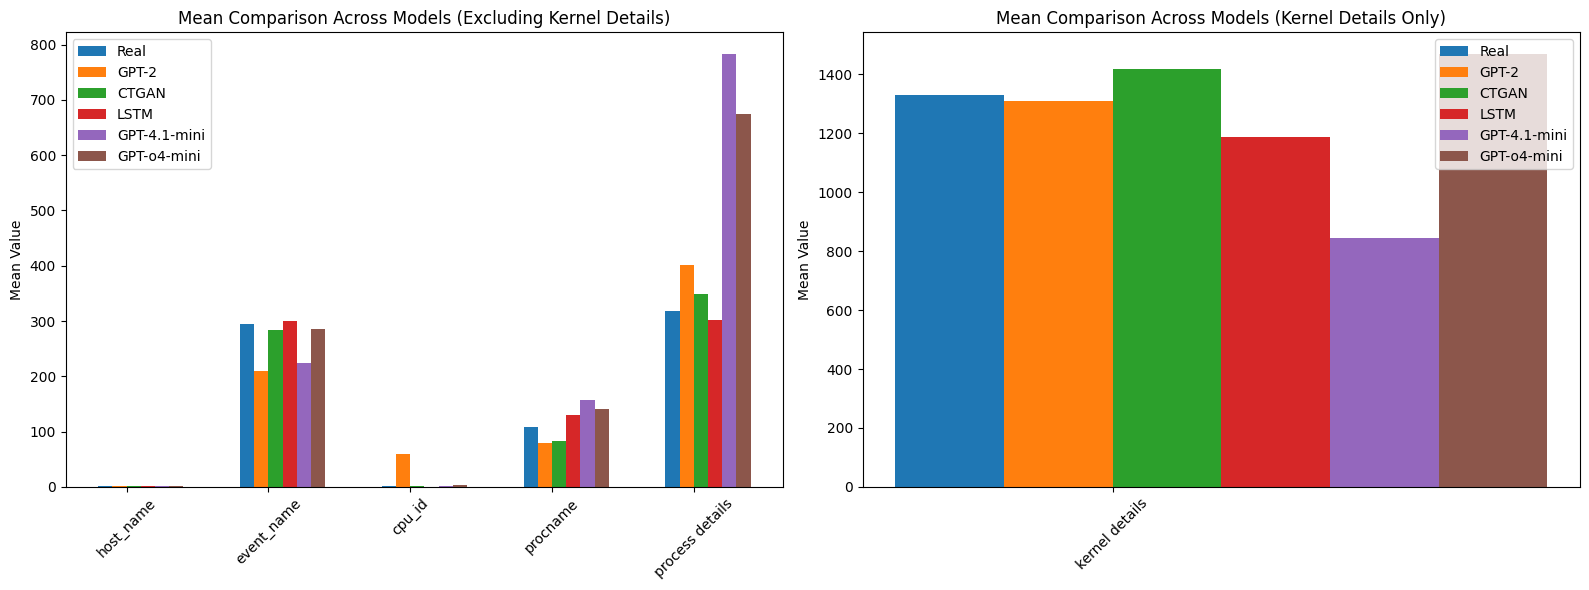 Mean Comparison Across Models (Excluding Kernel Details)
Mean Value
800
700
600
500
400
300
200
100
0
Real
GPT-2
CTGAN
LSTM
GPT-4.1-mini
GPT-o4-mini
host_name
event_name
cpu_id
procname
process details
Mean Comparison Across Models (Kernel Details Only)
Mean Value
1400
1200
1000
800
600
400
200
0
Real
GPT-2
CTGAN
LSTM
GPT-4.1-mini
GPT-o4-mini
kernel details